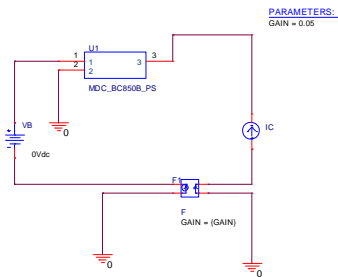 PARAMETERS:
GAIN = 0.05
U1
1
2
1
2
3
3
MDC_BC850B_PS
0
VB
0Vdc
IC
F1
F
GAIN = {GAIN}
0
0